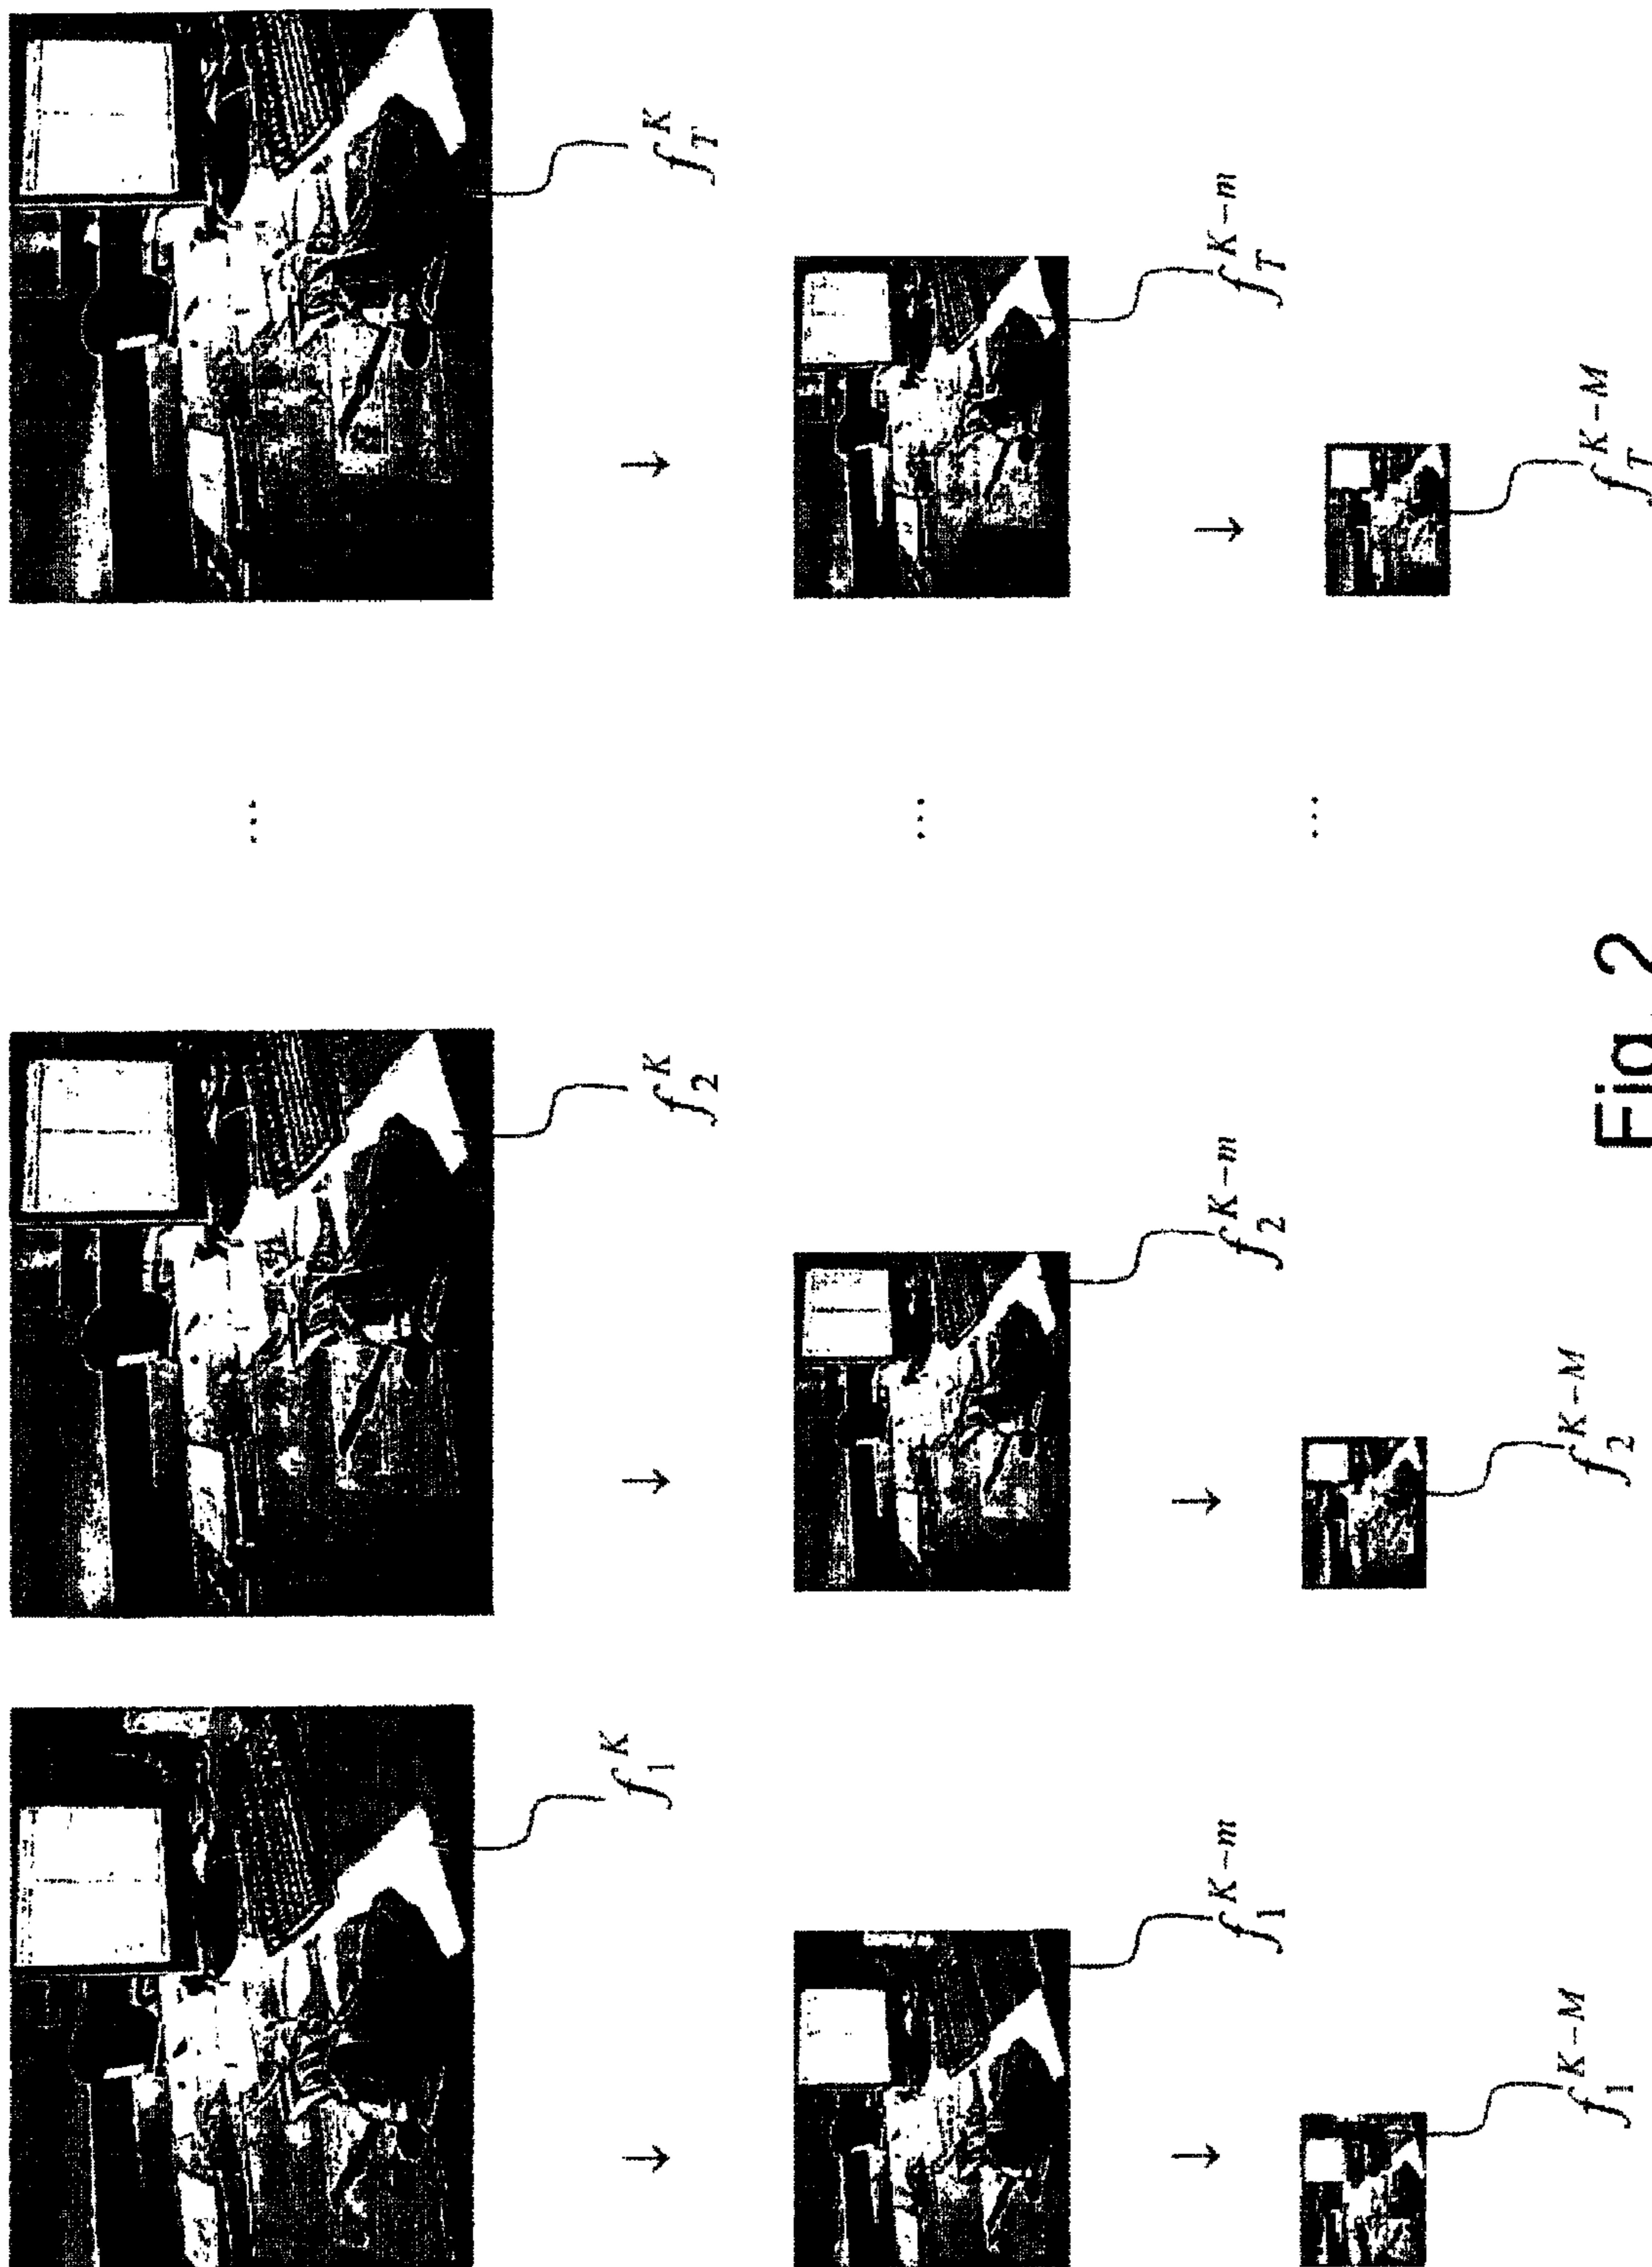 f_1^K f_2^K ... f_T^K
f_1^{K-m} f_2^{K-m} ... f_T^{K-m}
f_1^{K-M} f_2^{K-M} ... f_T^{K-M}
Fig. 2